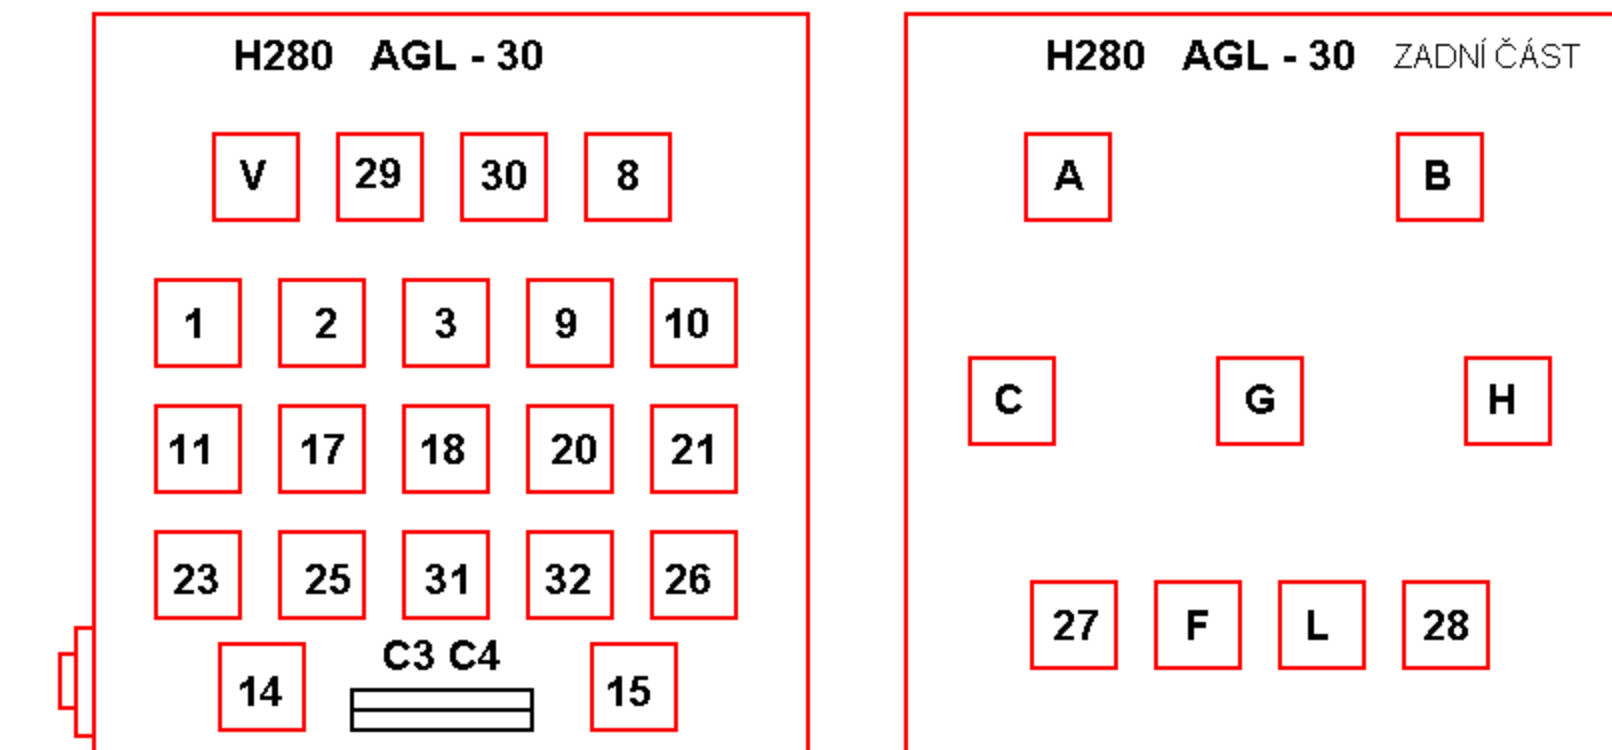 H280 AGL - 30
V 29 30 8
1 2 3 9 10
11 17 18 20 21
23 25 31 32 26
C3 C4
14 15
H280 AGL - 30 ZADNÍ ČÁST
A B
C G H
27 F L 28